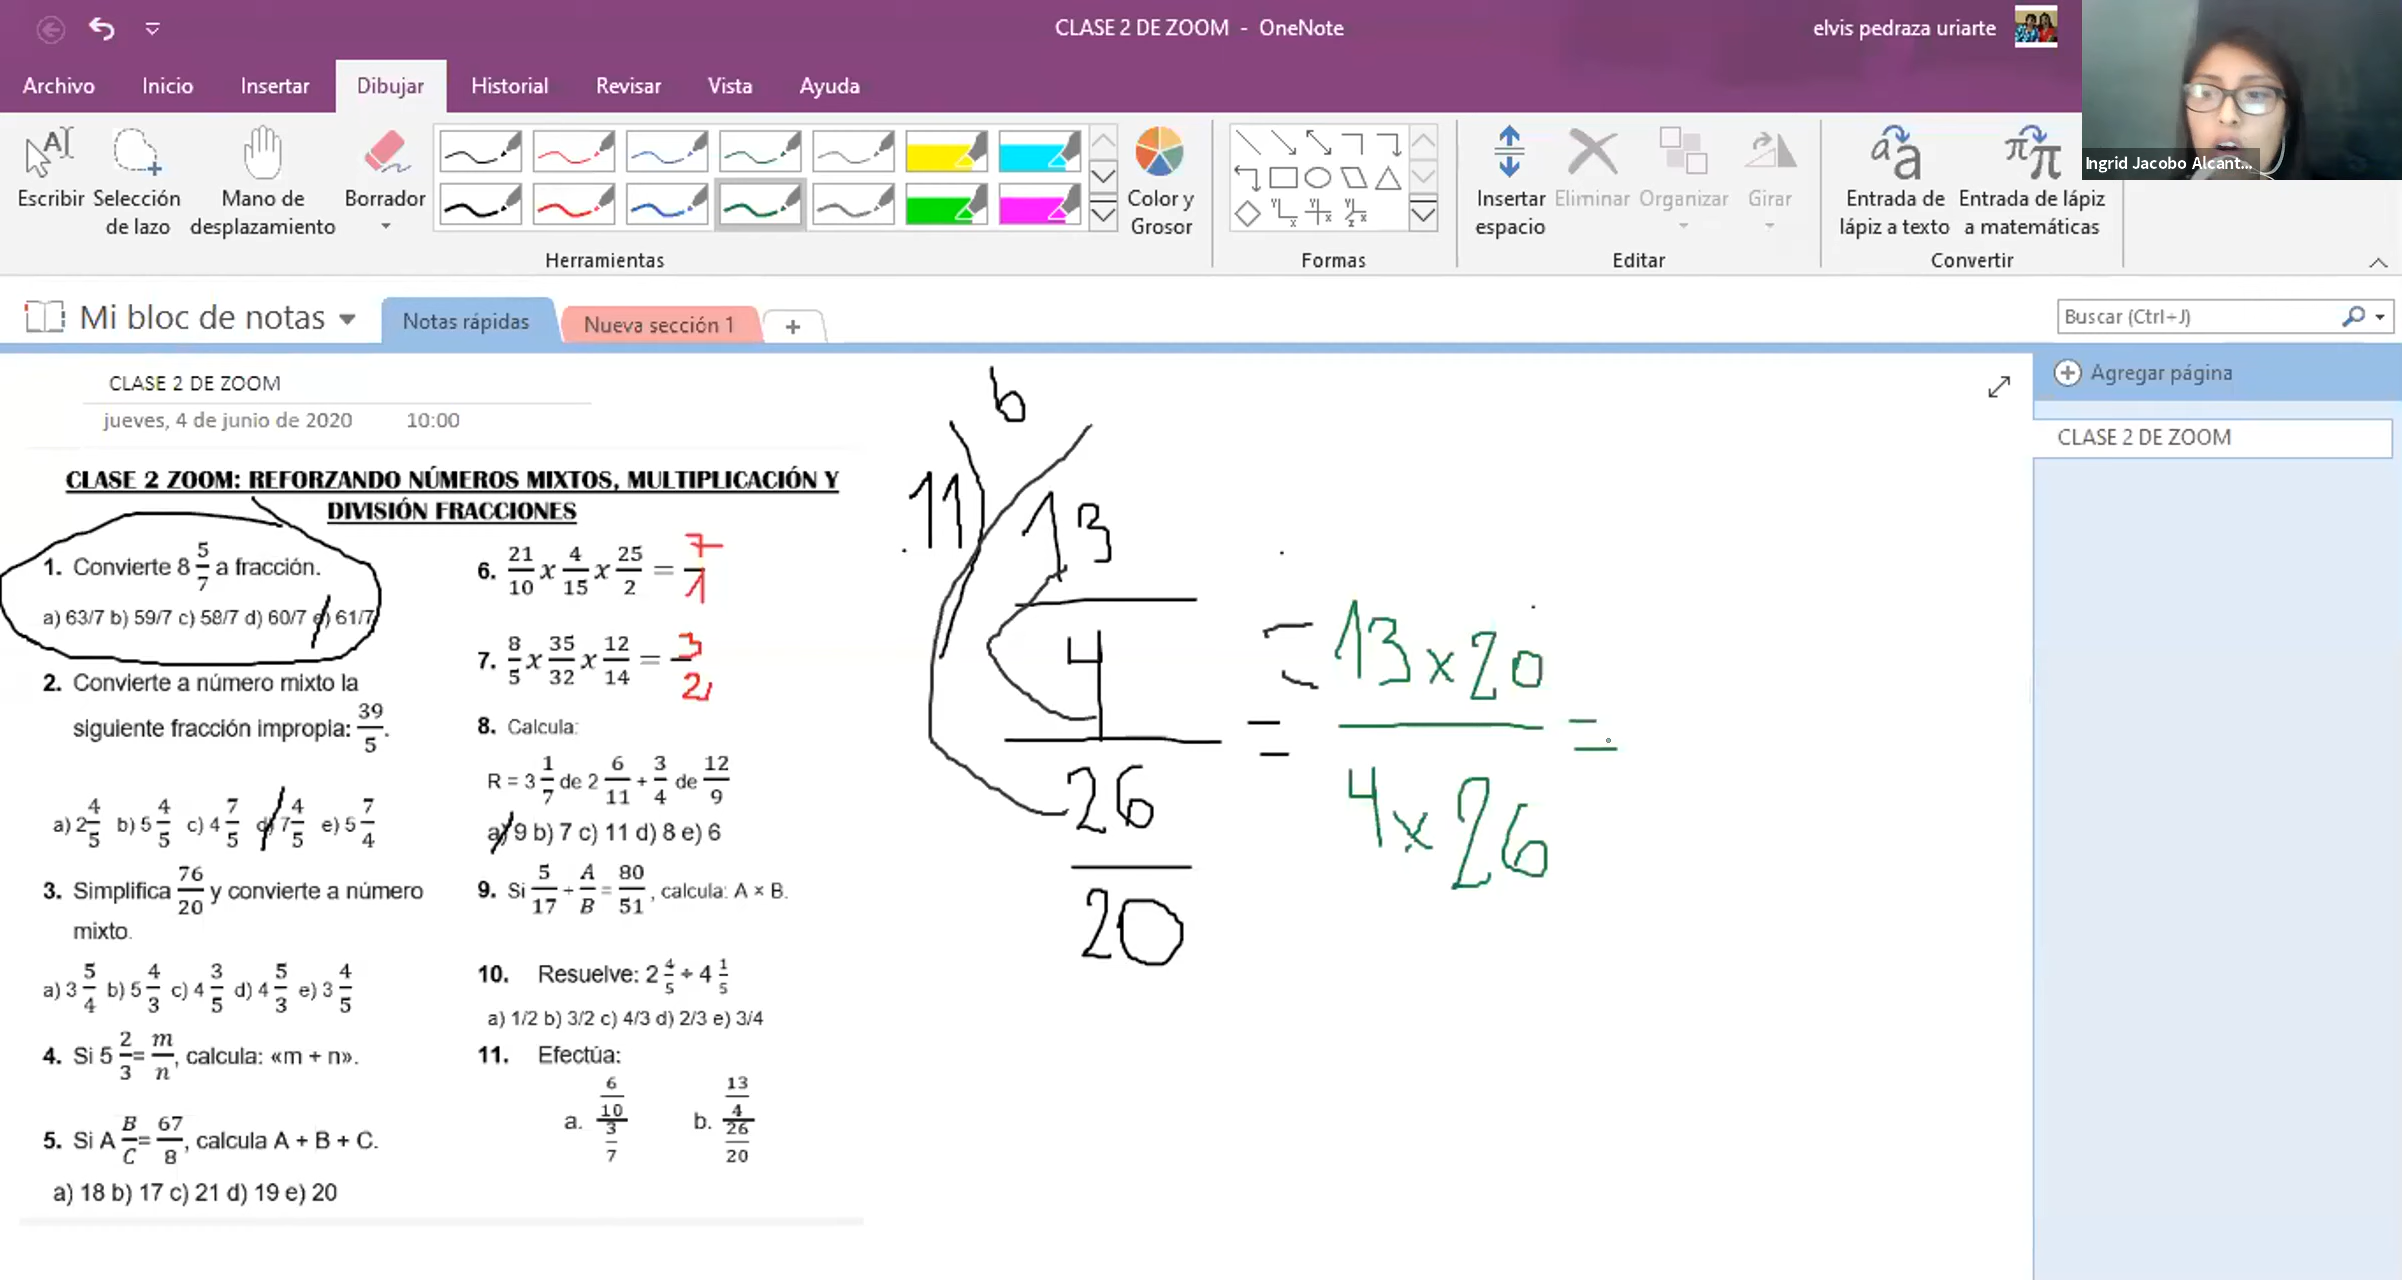 CLASE 2 DE ZOOM - OneNote
elvis pedraza uriarte
Ingrid Jacobo Alcant...
Archivo Inicio Insertar Dibujar Historial Revisar Vista Ayuda
Escribir
Selección de lazo
Mano de desplazamiento
Borrador
Color y Grosor
Insertar espacio
Eliminar
Organizar
Girar
Entrada de lápiz a texto
Entrada de lápiz a matemáticas
Herramientas Formas Editar Convertir
Mi bloc de notas
Notas rápidas
Nueva sección 1
+
Buscar (Ctrl+J)
Agregar página
CLASE 2 DE ZOOM
CLASE 2 DE ZOOM
jueves, 4 de junio de 2020 10:00
CLASE 2 ZOOM: REFORZANDO NÚMEROS MIXTOS, MULTIPLICACIÓN Y
DIVISIÓN FRACCIONES
1. Convierte 8 5/7 a fracción.
a) 63/7 b) 59/7 c) 58/7 d) 60/7 e) 61/7
2. Convierte a número mixto la
siguiente fracción impropia: 39/5.
a) 2 4/5 b) 5 4/5 c) 4 7/5 d) 7 4/5 e) 5 7/4
3. Simplifica 76/20 y convierte a número
mixto.
a) 3 5/4 b) 5 4/3 c) 4 3/5 d) 4 5/3 e) 3 4/5
4. Si 5 2/3 = m/n, calcula: «m + n».
5. Si A B/C = 67/8, calcula A + B + C.
a) 18 b) 17 c) 21 d) 19 e) 20
6. 21/10 x 4/15 x 25/2 = 7/1
7. 8/5 x 35/32 x 12/14 = 3/2
8. Calcula:
R = 3 1/7 de 2 6/11 + 3/4 de 12/9
a) 9 b) 7 c) 11 d) 8 e) 6
9. Si 5/17 ÷ A/B = 80/51, calcula: A × B.
10. Resuelve: 2 4/5 ÷ 4 1/5
a) 1/2 b) 3/2 c) 4/3 d) 2/3 e) 3/4
11. Efectúa:
a. 6/10 / 3/7 b. 13/4 / 26/20
b
11)
13
4
26
20
=
13 x 20
4 x 26
=